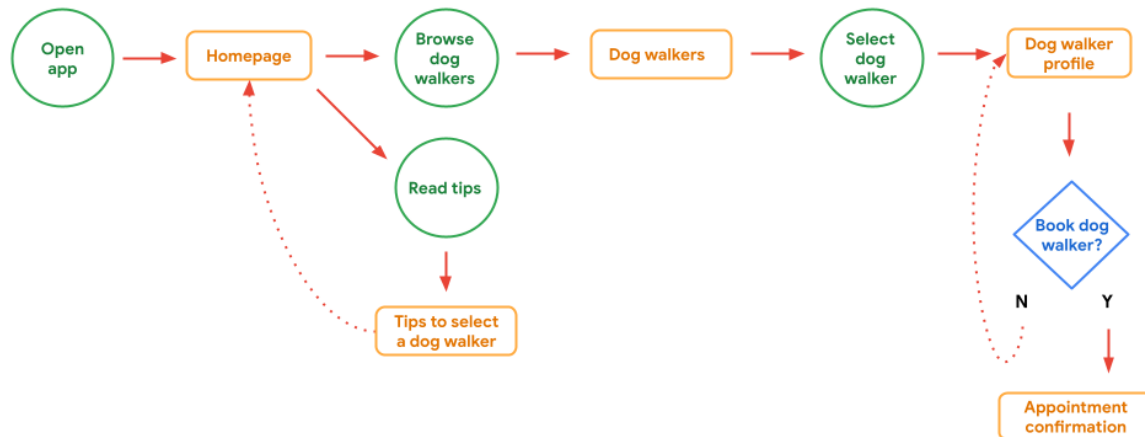 Open
app
Homepage
Browse
dog
walkers
Dog walkers
Select
dog
walker
Dog walker
profile
Read tips
Book dog
walker?
N
Y
Tips to select
a dog walker
Appointment
confirmation